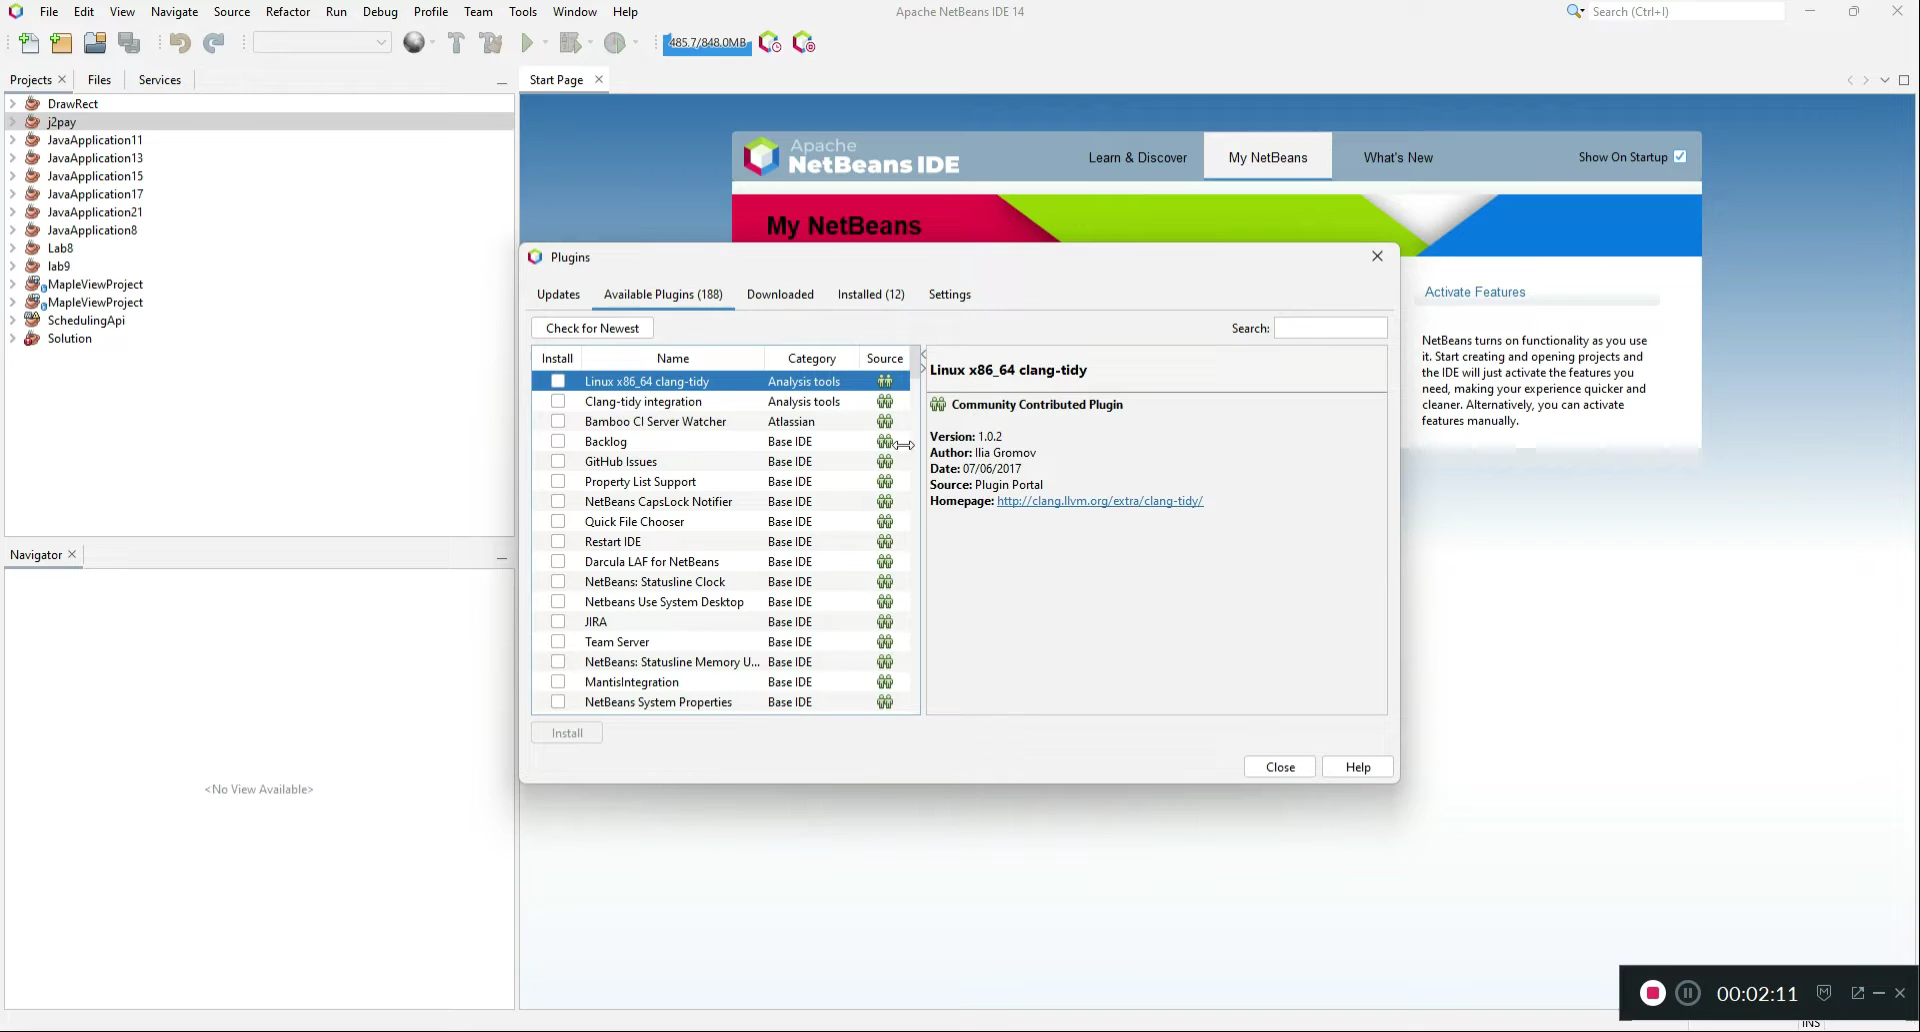 File Edit View Navigate Source Refactor Run Debug Profile Team Tools Window Help
Apache NetBeans IDE 14
Search (Ctrl+I)
485.7/848.0MB
Projects
Files
Services
Start Page
DrawRect
j2pay
JavaApplication11
JavaApplication13
JavaApplication15
JavaApplication17
JavaApplication21
JavaApplication8
Lab8
lab9
MapleViewProject
MapleViewProject
SchedulingApi
Solution
Navigator
<No View Available>
Apache
NetBeans IDE
Learn & Discover
My NetBeans
What's New
Show On Startup
My NetBeans
Activate Features
NetBeans turns on functionality as you use
it. Start creating and opening projects and
the IDE will just activate the features you
need, making your experience quicker and
cleaner. Alternatively, you can activate
features manually.
Plugins
Updates
Available Plugins (188)
Downloaded
Installed (12)
Settings
Check for Newest
Search:
Install Name Category Source
Linux x86_64 clang-tidy Analysis tools
Clang-tidy integration Analysis tools
Bamboo CI Server Watcher Atlassian
Backlog Base IDE
GitHub Issues Base IDE
Property List Support Base IDE
NetBeans CapsLock Notifier Base IDE
Quick File Chooser Base IDE
Restart IDE Base IDE
Darcula LAF for NetBeans Base IDE
NetBeans: Statusline Clock Base IDE
Netbeans Use System Desktop Base IDE
JIRA Base IDE
Team Server Base IDE
NetBeans: Statusline Memory U... Base IDE
MantisIntegration Base IDE
NetBeans System Properties Base IDE
Linux x86_64 clang-tidy
Community Contributed Plugin
Version: 1.0.2
Author: Ilia Gromov
Date: 07/06/2017
Source: Plugin Portal
Homepage: http://clang.llvm.org/extra/clang-tidy/
Install
Close
Help
00:02:11
INS